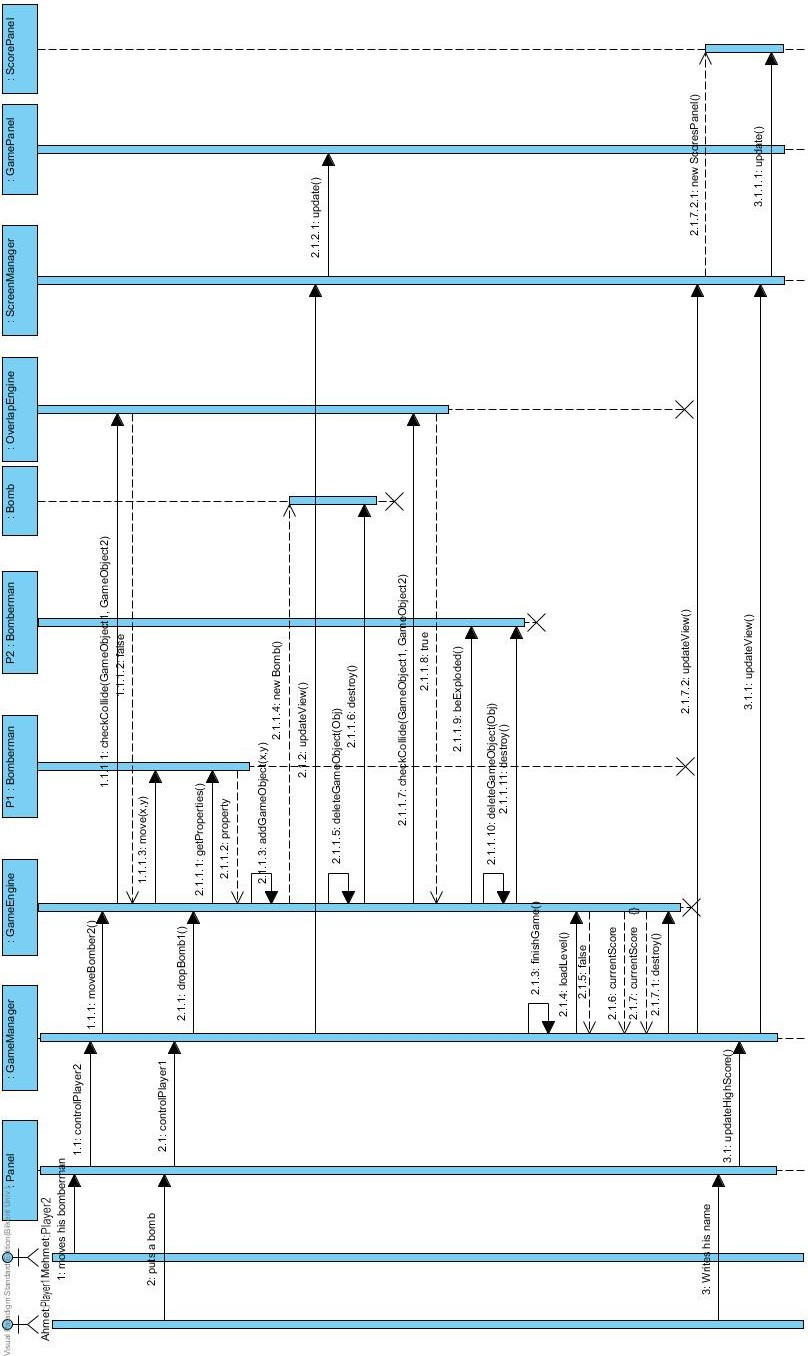 Ahmet:Player1
Mehmet:Player2
: Panel
: GameManager
: GameEngine
P1 : Bomberman
P2 : Bomberman
: Bomb
: OverlapEngine
: ScreenManager
: GamePanel
: ScorePanel
1: moves his bomberman
1.1: controlPlayer2
1.1.1: moveBomber2()
1.1.1.1: checkCollide(GameObject1, GameObject2)
1.1.1.2: false
1.1.1.3: move(x,y)
2: puts a bomb
2.1: controlPlayer1
2.1.1: dropBomb1()
2.1.1.1: getProperties()
2.1.1.2: property
2.1.1.3: addGameObject(x,y)
2.1.1.4: new Bomb()
2.1.2: updateView()
2.1.2.1: update()
2.1.1.5: deleteGameObject(Obj)
2.1.1.6: destroy()
2.1.1.7: checkCollide(GameObject1, GameObject2)
2.1.1.8: true
2.1.1.9: beExploded()
2.1.1.10: deleteGameObject(Obj)
2.1.1.11: destroy()
2.1.3: finishGame()
2.1.4: loadLevel()
2.1.5: false
2.1.6: currentScore
2.1.7: currentScore
{}
2.1.7.1: destroy()
2.1.7.2: updateView()
2.1.7.2.1: new ScoresPanel()
3: Writes his name
3.1: updateHighScore()
3.1.1: updateView()
3.1.1.1: update()